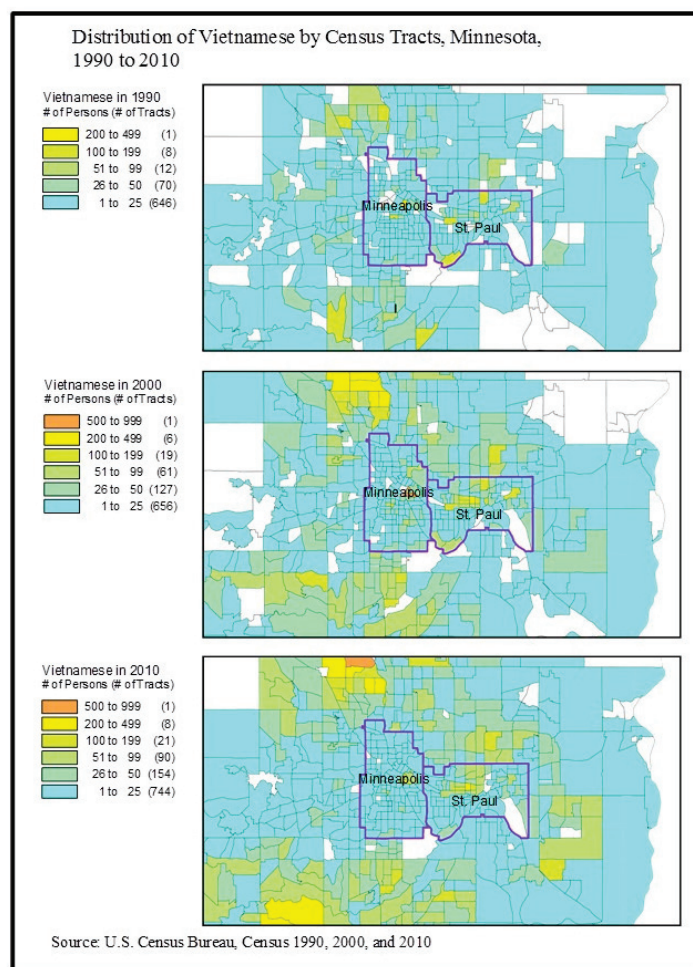 Distribution of Vietnamese by Census Tracts, Minnesota,
1990 to 2010
Vietnamese in 1990
# of Persons (# of Tracts)
200 to 499 (1)
100 to 199 (8)
51 to 99 (12)
26 to 50 (70)
1 to 25 (646)
Minneapolis
St. Paul
I
Vietnamese in 2000
# of Persons (# of Tracts)
500 to 999 (1)
200 to 499 (6)
100 to 199 (19)
51 to 99 (61)
26 to 50 (127)
1 to 25 (656)
Minneapolis
St. Paul
Vietnamese in 2010
# of Persons (# of Tracts)
500 to 999 (1)
200 to 499 (8)
100 to 199 (21)
51 to 99 (90)
26 to 50 (154)
1 to 25 (744)
Minneapolis
St. Paul
Source: U.S. Census Bureau, Census 1990, 2000, and 2010